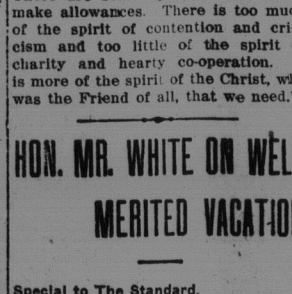 make allowances. There is too muc
of the spirit of contention and cri-
cism and too little of the spirit
charity and hearty co-operation.
is more of the spirit of the Christ, w
was the Friend of all, that we need."
HON. MR. WHITE ON WEL
MERITED VACATIO
Special to The Standard.